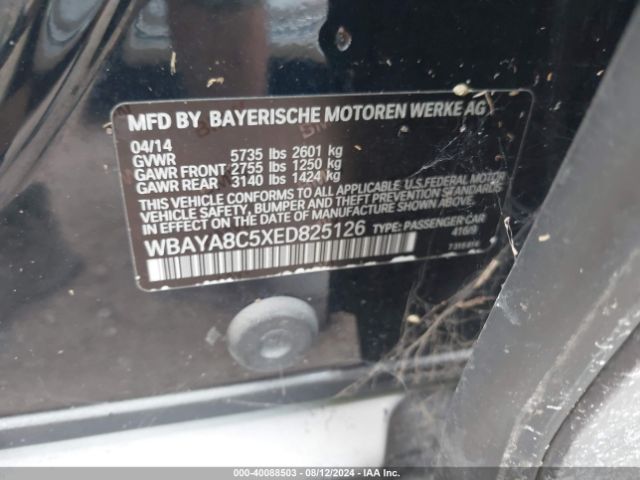 MFD BY BAYERISCHE MOTOREN WERKE AG
04/14
GVWR 5735 lbs 2601 kg
GAWR FRONT 2755 lbs 1250 kg
GAWR REAR 3140 lbs 1424 kg
THIS VEHICLE CONFORMS TO ALL APPLICABLE U.S. FEDERAL MOTOR
VEHICLE SAFETY, BUMPER AND THEFT PREVENTION STANDARDS
IN EFFECT ON THE DATE OF MANUFACTURE SHOWN ABOVE.
WBAYA8C5XED825126 TYPE: PASSENGER-CAR
416/9
000-40088503 - 08/12/2024 - IAA Inc.